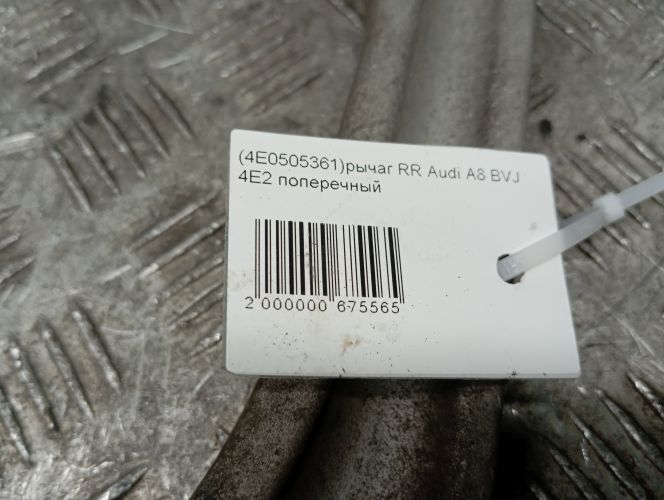 (4E0505361)рычаг RR Audi A8 BVJ
4E2 поперечный
2 000000 675565